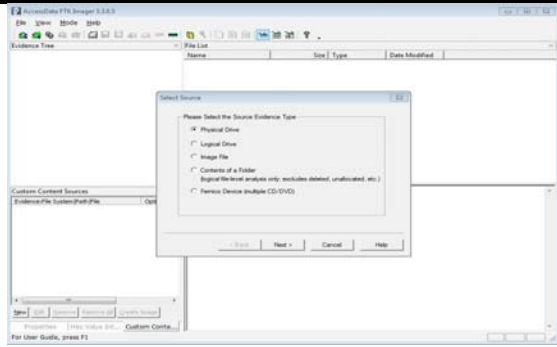 AccessData FTK Imager 3.1.0.5
File View Mode Help
Evidence Tree
File List
Name Size Type Date Modified
Select Source
Please Select the Source Evidence Type
Physical Drive
Logical Drive
Image File
Contents of a Folder
(logical file-level analysis only; excludes deleted, unallocated, etc.)
Fernico Device (multiple CD/DVD)
< Back Next > Cancel Help
Custom Content Sources
Evidence:File System|Path|File Opti
New Edit Remove Remove All Create Image
Properties Hex Value Int... Custom Conte...
For User Guide, press F1